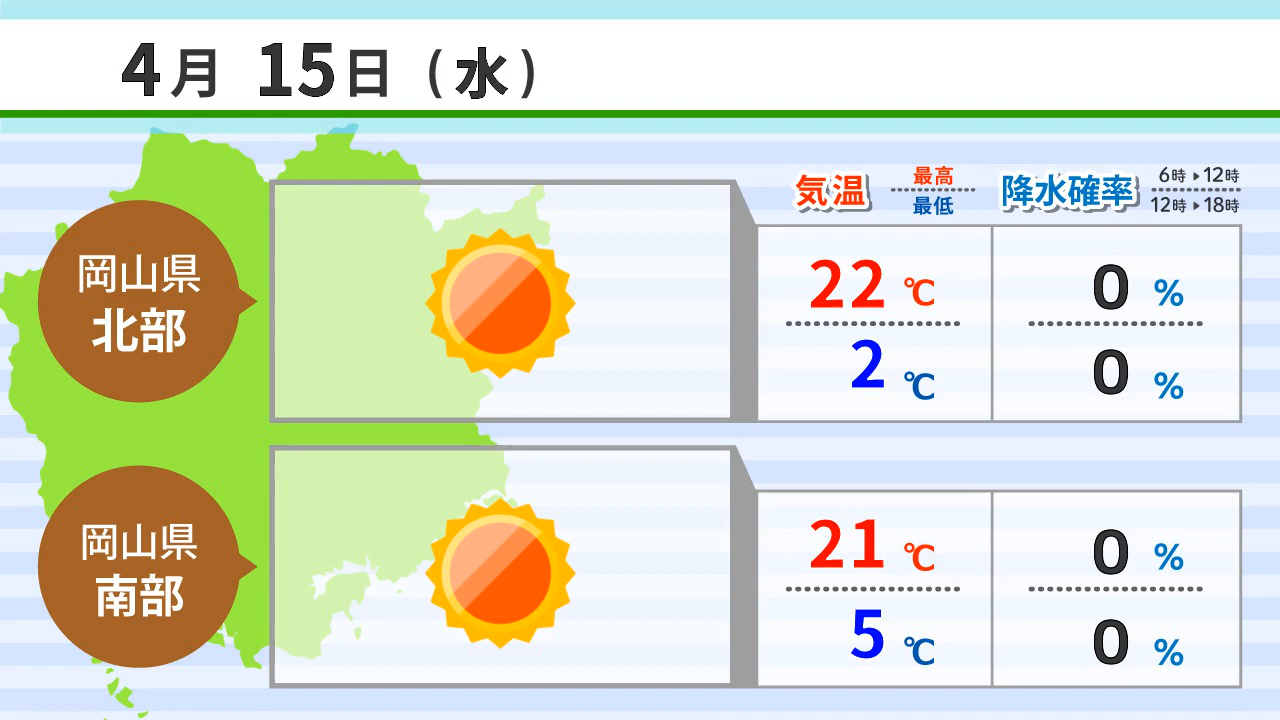 4月 15日（水）
気温 最高 最低
降水確率 6時▶12時 12時▶18時
岡山県
北部
22℃
2℃
0%
0%
岡山県
南部
21℃
5℃
0%
0%